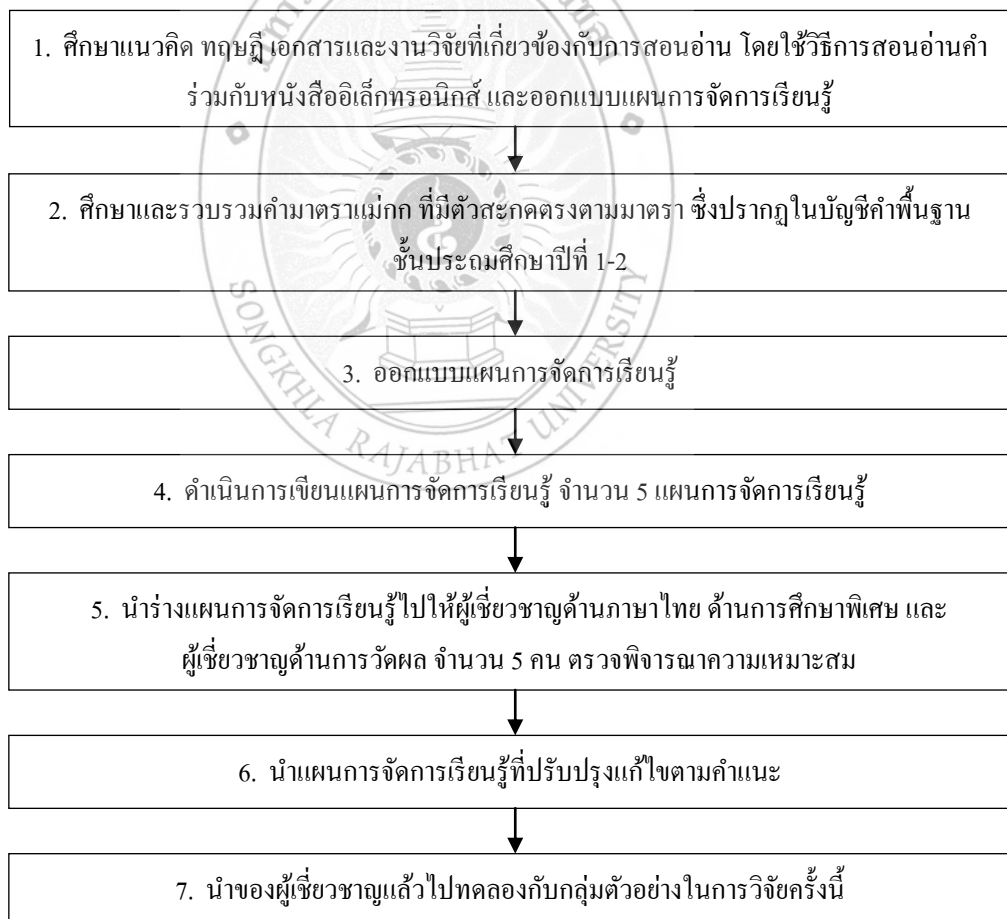 1. ศึกษาแนวคิด ทฤษฎี เอกสารและงานวิจัยที่เกี่ยวข้องกับการสอนอ่าน โดยใช้วิธีการสอนอ่านคำ
ร่วมกับหนังสืออิเล็กทรอนิกส์ และออกแบบแผนการจัดการเรียนรู้
2. ศึกษาและรวบรวมคำมาตราแม่กก ที่มีตัวสะกดตรงตามมาตรา ซึ่งปรากฏในบัญชีคำพื้นฐาน
ชั้นประถมศึกษาปีที่ 1-2
3. ออกแบบแผนการจัดการเรียนรู้
SONGKHLA RAJABHAT UNIVERSITY
4. ดำเนินการเขียนแผนการจัดการเรียนรู้ จำนวน 5 แผนการจัดการเรียนรู้
5. นำร่างแผนการจัดการเรียนรู้ไปให้ผู้เชี่ยวชาญด้านภาษาไทย ด้านการศึกษาพิเศษ และ
ผู้เชี่ยวชาญด้านการวัดผล จำนวน 5 คน ตรวจพิจารณาความเหมาะสม
6. นำแผนการจัดการเรียนรู้ที่ปรับปรุงแก้ไขตามคำแนะ
7. นำของผู้เชี่ยวชาญแล้วไปทดลองกับกลุ่มตัวอย่างในการวิจัยครั้งนี้